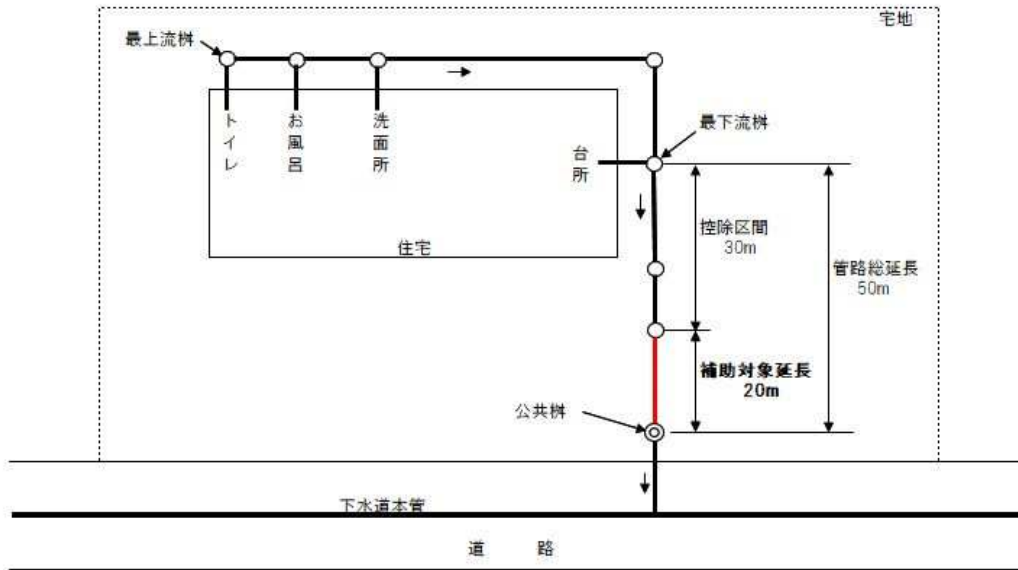 宅地
最上流桝
トイレ
お風呂
洗面所
台所
最下流桝
住宅
控除区間
30m
管路総延長
50m
補助対象延長
20m
公共桝
下水道本管
道　路